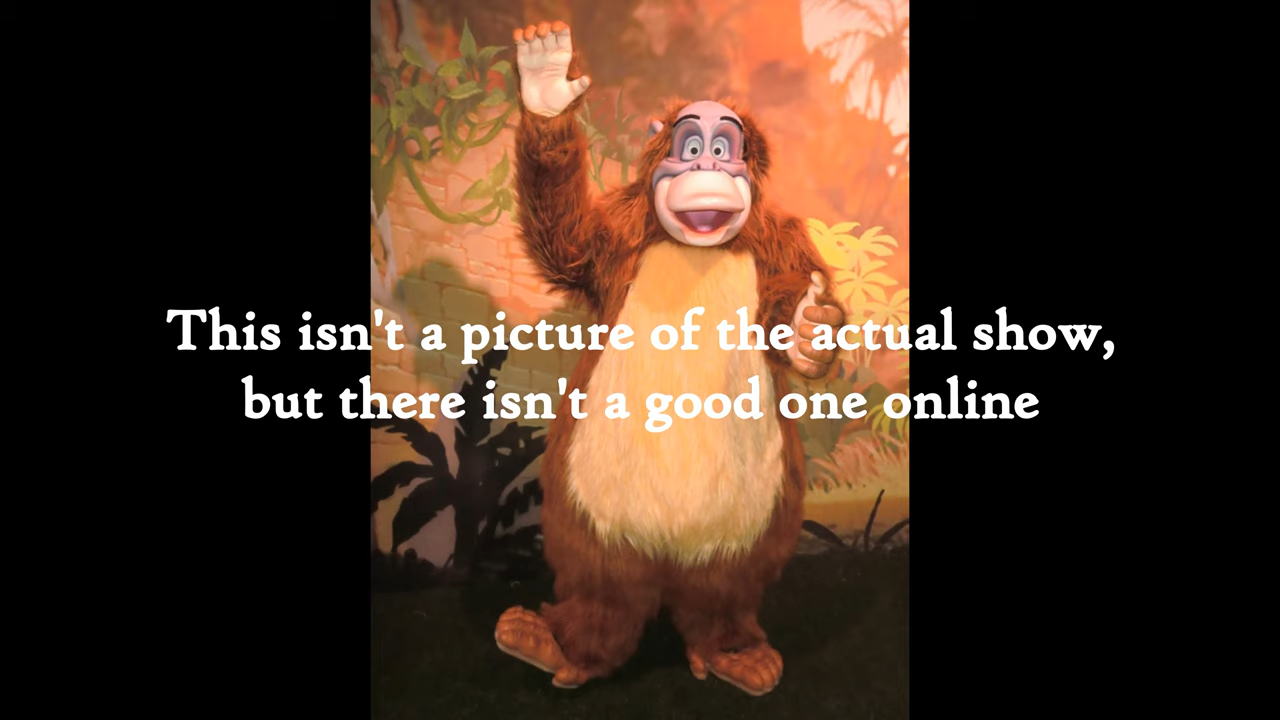 This isn't a picture of the actual show,
but there isn't a good one online